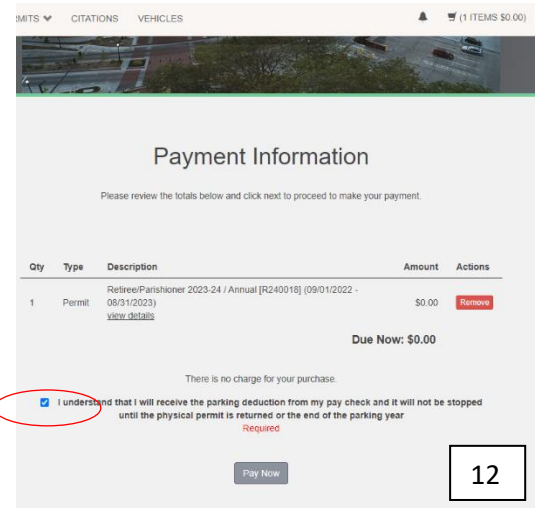 MITS CITATIONS VEHICLES (1 ITEMS $0.00)
Payment Information
Please review the totals below and click next to proceed to make your payment.
Qty Type Description Amount Actions
Retiree/Parishioner 2023-24 / Annual [R240018] (09/01/2022 -
1 Permit 08/31/2023) $0.00 Remove
view details
Due Now: $0.00
There is no charge for your purchase.
I understand that I will receive the parking deduction from my pay check and it will not be stopped
until the physical permit is returned or the end of the parking year
Required
Pay Now
12